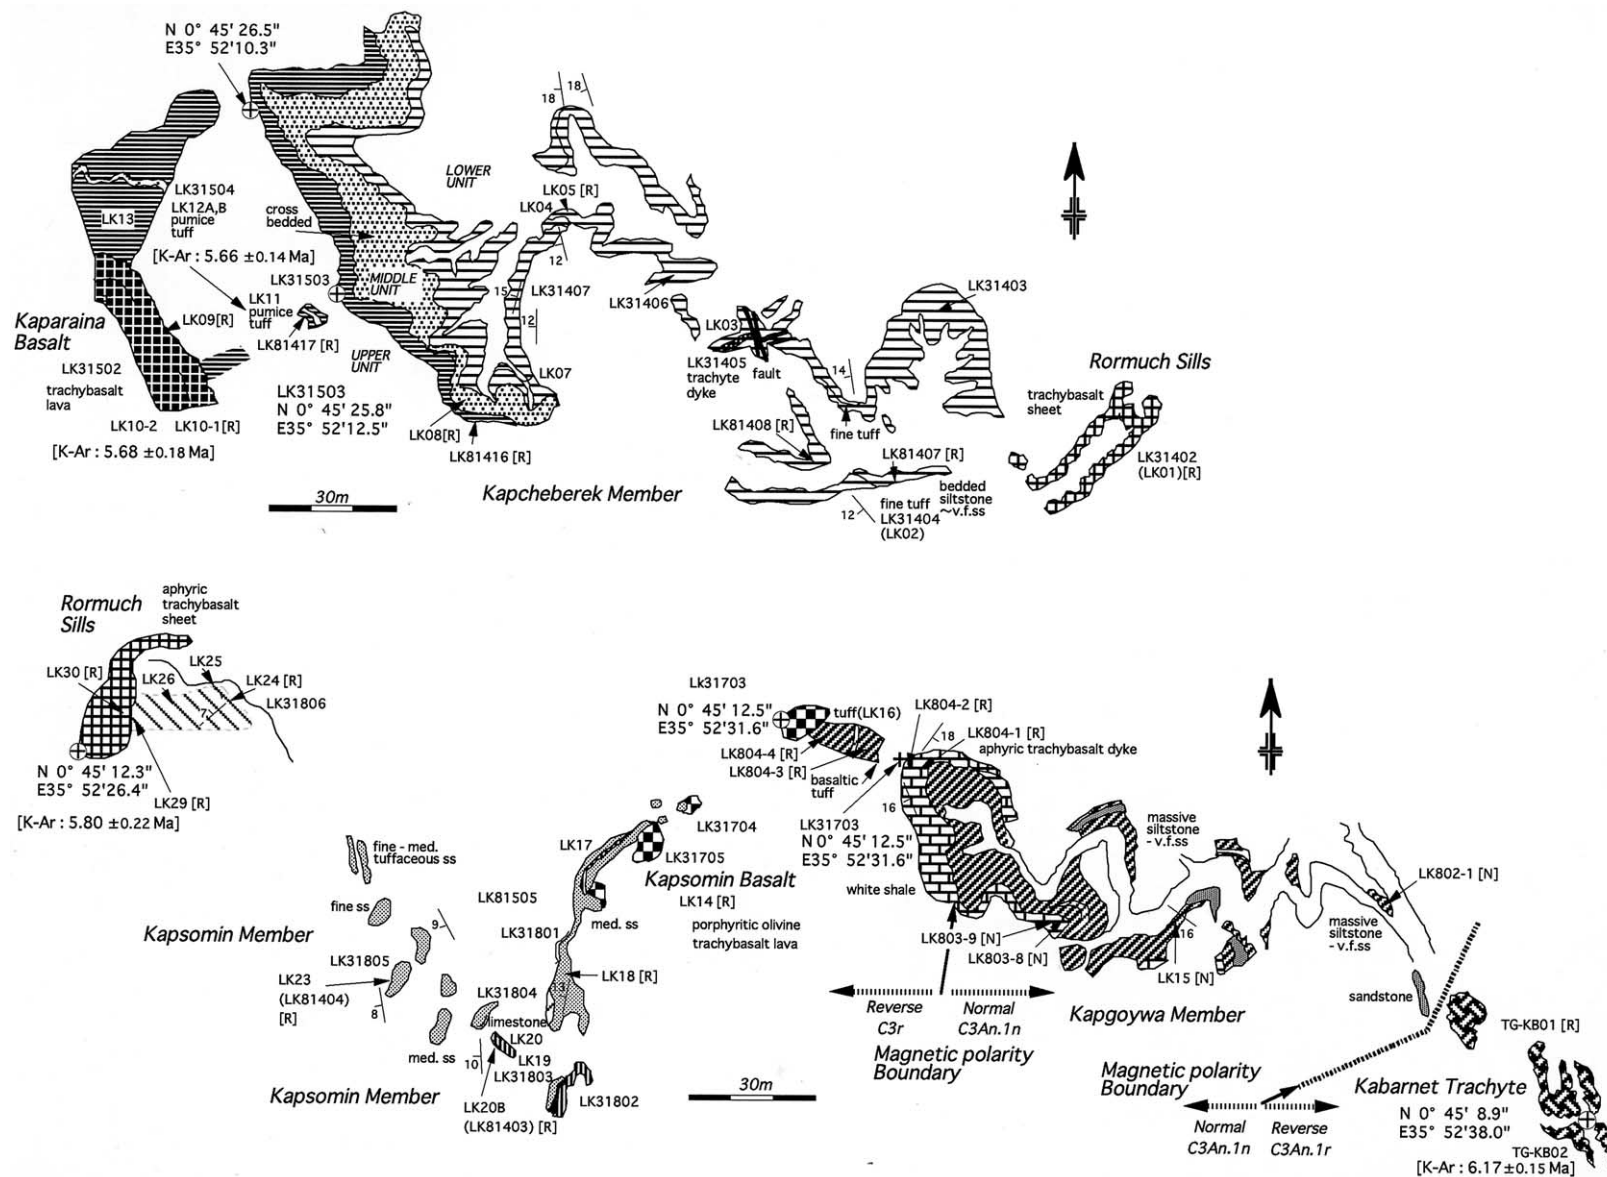 N 0° 45' 26.5"
E35° 52'10.3"
18
18
LOWER
UNIT
LK05 [R]
LK04
LK31504
LK12A,B
pumice
tuff
LK13
cross
bedded
[K-Ar : 5.66 ±0.14 Ma]
12
LK31503
MIDDLE
UNIT
15
LK31407
LK31406
LK31403
LK11
pumice
tuff
12
Kaparaina
Basalt
LK09[R]
LK03
LK81417 [R]
UPPER
UNIT
LK31405
trachyte
dyke
fault
14
Rormuch Sills
LK31502
trachybasalt
lava
LK07
LK31503
N 0° 45' 25.8"
E35° 52'12.5"
trachybasalt
sheet
LK10-2
LK10-1[R]
LK08[R]
LK81408 [R]
fine tuff
[K-Ar : 5.68 ±0.18 Ma]
LK81416 [R]
LK81407 [R]
LK31402
(LK01)[R]
30m
Kapcheberek Member
bedded
siltstone
~v.f.ss
12
fine tuff
LK31404
(LK02)
Rormuch
Sills
aphyric
trachybasalt
sheet
LK25
LK30 [R]
LK26
LK24 [R]
7
LK31806
N 0° 45' 12.3"
E35° 52'26.4"
LK29 [R]
[K-Ar : 5.80 ±0.22 Ma]
Lk31703
N 0° 45' 12.5"
E35° 52'31.6"
tuff(LK16)
LK804-2 [R]
LK804-1 [R]
18
aphyric trachybasalt dyke
LK804-4 [R]
LK804-3 [R]
basaltic
tuff
16
LK31704
LK31703
N 0° 45' 12.5"
E35° 52'31.6"
massive
siltstone
- v.f.ss
fine - med.
tuffaceous ss
LK17
LK31705
Kapsomin Basalt
LK14 [R]
porphyritic olivine
trachybasalt lava
white shale
LK802-1 [N]
fine ss
LK81505
med. ss
9
Kapsomin Member
LK31801
LK803-9 [N]
LK803-8 [N]
16
massive
siltstone
- v.f.ss
LK31805
LK23
(LK81404)
[R]
LK18 [R]
LK15 [N]
8
LK31804
13
limestone
sandstone
Reverse
C3r
Normal
C3An.1n
Kapgoywa Member
LK20
med. ss
LK19
10
LK31803
Magnetic polarity
Boundary
TG-KB01 [R]
Kapsomin Member
LK20B
(LK81403) [R]
LK31802
30m
Magnetic polarity
Boundary
Kabarnet Trachyte
N 0° 45' 8.9"
E35° 52'38.0"
Normal
C3An.1n
Reverse
C3An.1r
TG-KB02
[K-Ar : 6.17 ±0.15 Ma]